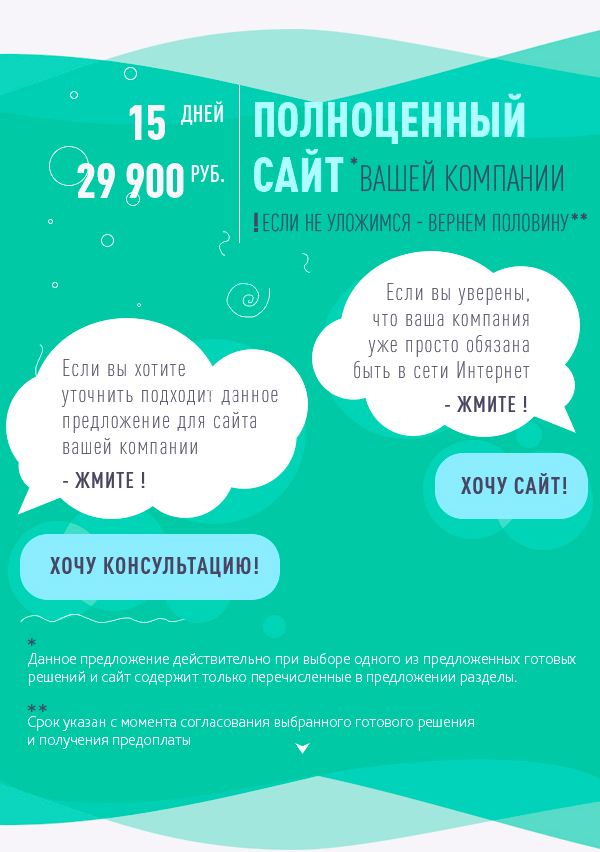 15 ДНЕЙ
29 900 РУБ.
ПОЛНОЦЕННЫЙ
САЙТ *ВАШЕЙ КОМПАНИИ
!ЕСЛИ НЕ УЛОЖИМСЯ - ВЕРНЕМ ПОЛОВИНУ**
Если вы уверены,
что ваша компания
уже просто обязана
быть в сети Интернет
- ЖМИТЕ !
ХОЧУ САЙТ!
Если вы хотите
уточнить подходит данное
предложение для сайта
вашей компании
- ЖМИТЕ !
ХОЧУ КОНСУЛЬТАЦИЮ!
*
Данное предложение действительно при выборе одного из предложенных готовых
решений и сайт содержит только перечисленные в предложении разделы.
**
Срок указан с момента согласования выбранного готового решения
и получения предоплаты